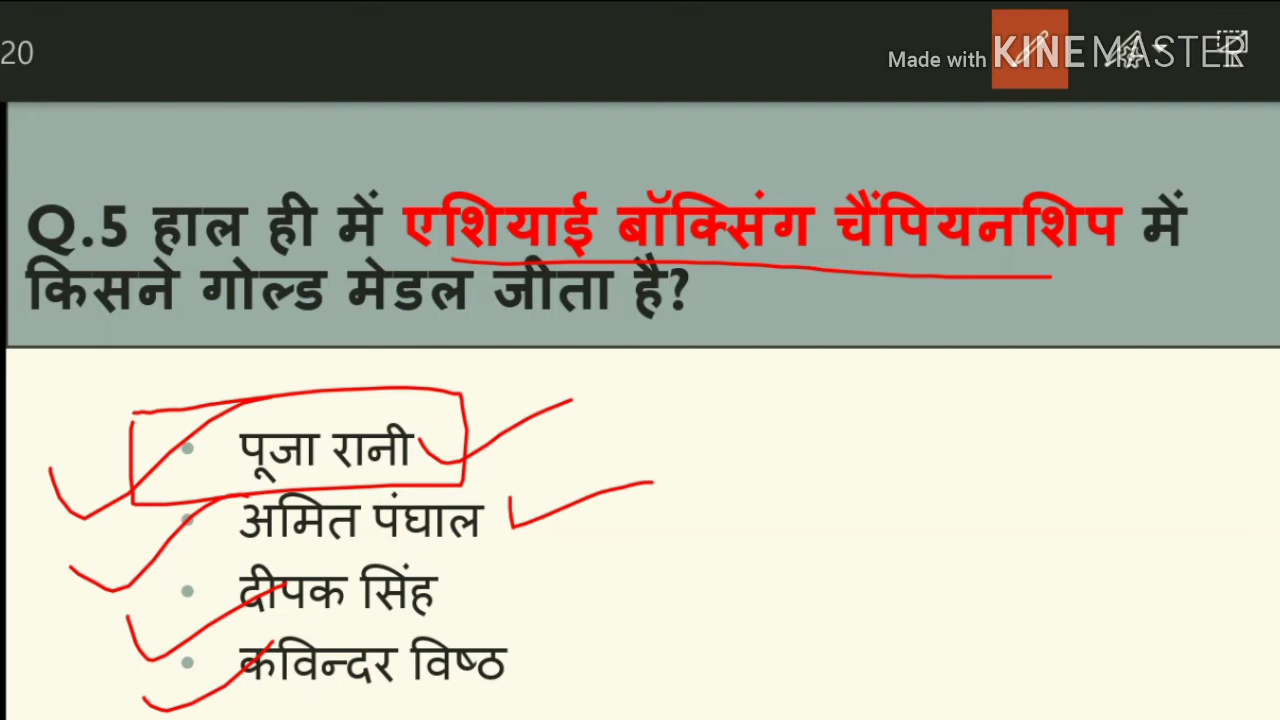 20
Made with KINEMASTER
Q.5 हाल ही में एशियाई बॉक्सिंग चैंपियनशिप में
किसने गोल्ड मेडल जीता है?
पूजा रानी
अमित पंघाल
दीपक सिंह
कविन्दर विष्ठ